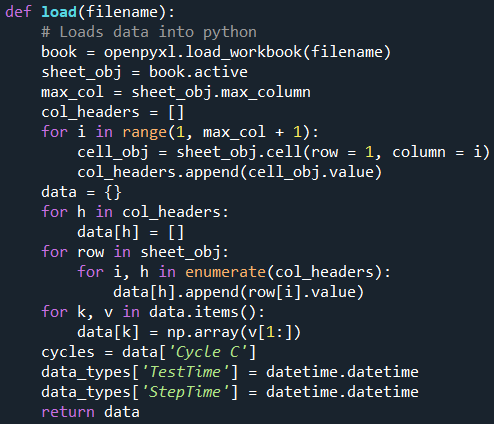 def load(filename):
    # Loads data into python
    book = openpyxl.load_workbook(filename)
    sheet_obj = book.active
    max_col = sheet_obj.max_column
    col_headers = []
    for i in range(1, max_col + 1):
        cell_obj = sheet_obj.cell(row = 1, column = i)
        col_headers.append(cell_obj.value)
    data = {}
    for h in col_headers:
        data[h] = []
    for row in sheet_obj:
        for i, h in enumerate(col_headers):
            data[h].append(row[i].value)
    for k, v in data.items():
        data[k] = np.array(v[1:])
    cycles = data['Cycle C']
    data_types['TestTime'] = datetime.datetime
    data_types['StepTime'] = datetime.datetime
    return data